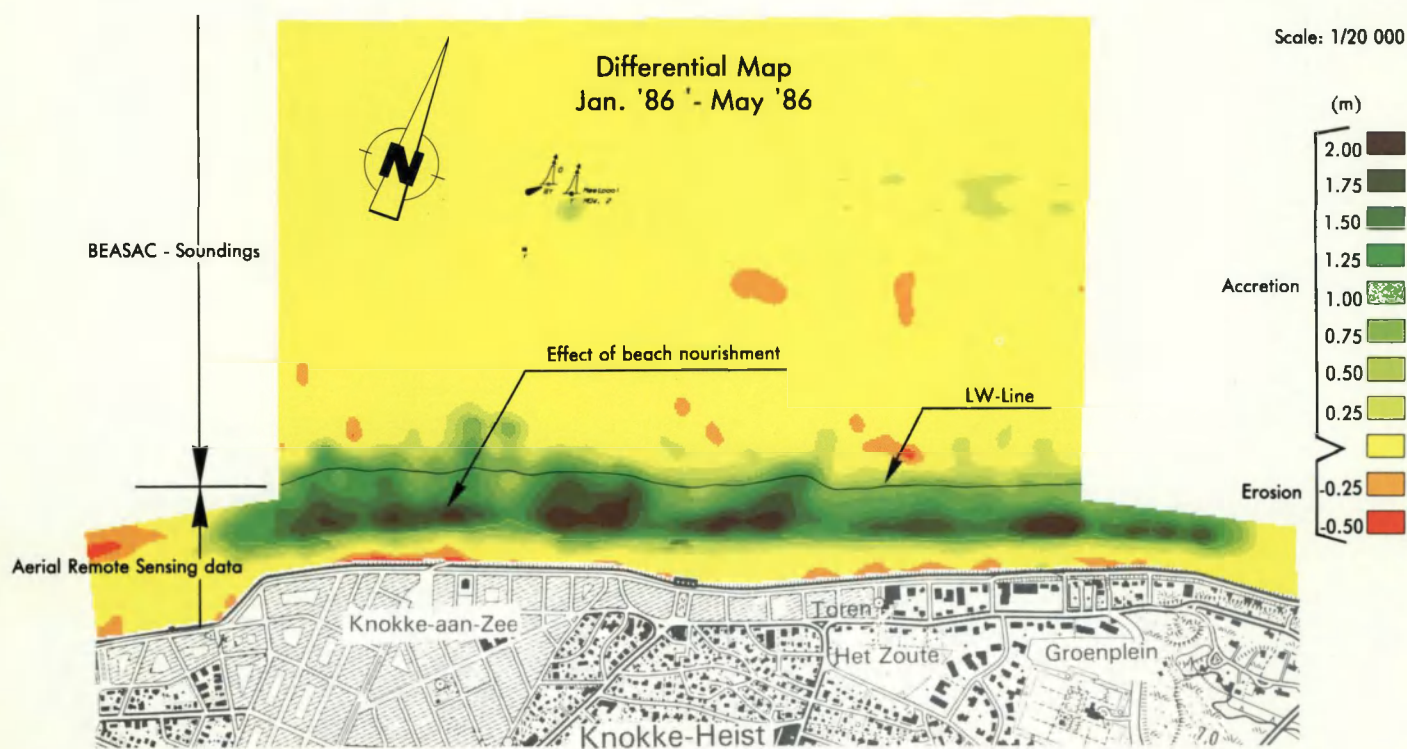 Scale: 1/20 000
Differential Map
Jan. '86 - May '86
N
(m)
2.00
1.75
1.50
1.25
Accretion
1.00
0.75
0.50
0.25
Erosion
-0.25
-0.50
BEASAC - Soundings
Effect of beach nourishment
LW-Line
Aerial Remote Sensing data
Knokke-aan-Zee
Toren
Het Zoute
Groenplein
Knokke-Heist
7.0